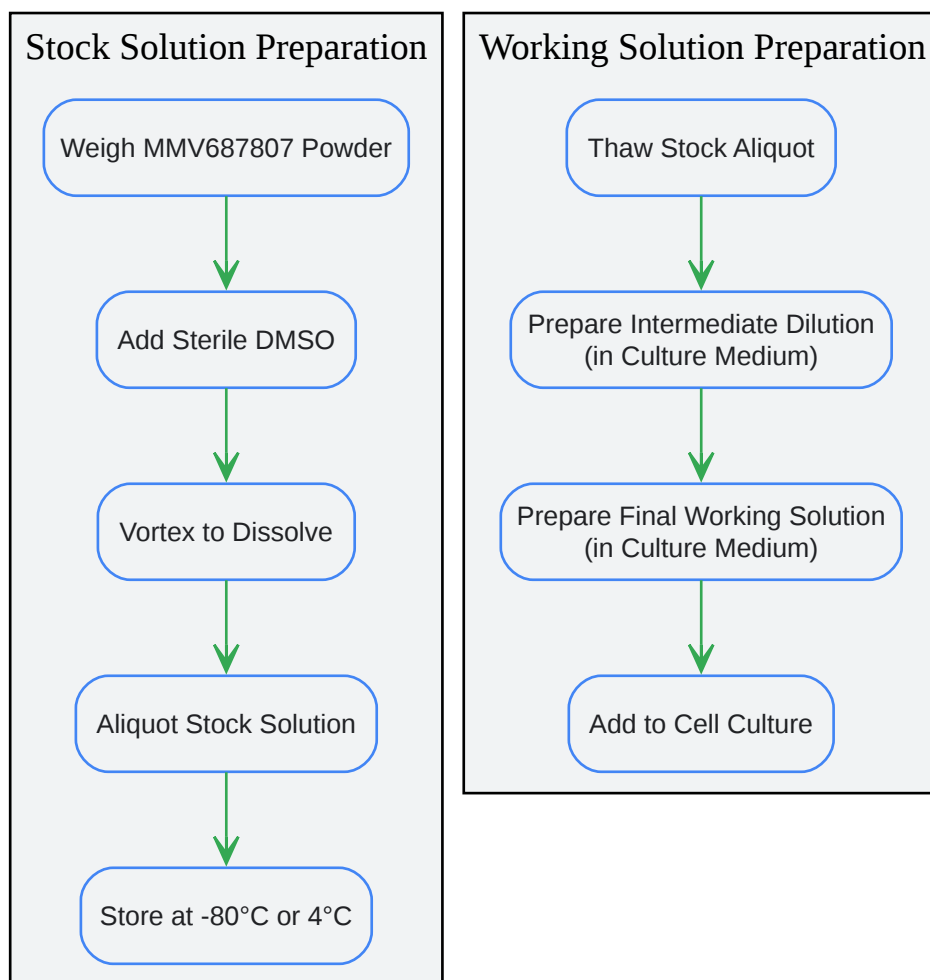 Stock Solution Preparation
Weigh MMV687807 Powder
Add Sterile DMSO
Vortex to Dissolve
Aliquot Stock Solution
Store at -80°C or 4°C
Working Solution Preparation
Thaw Stock Aliquot
Prepare Intermediate Dilution
(in Culture Medium)
Prepare Final Working Solution
(in Culture Medium)
Add to Cell Culture